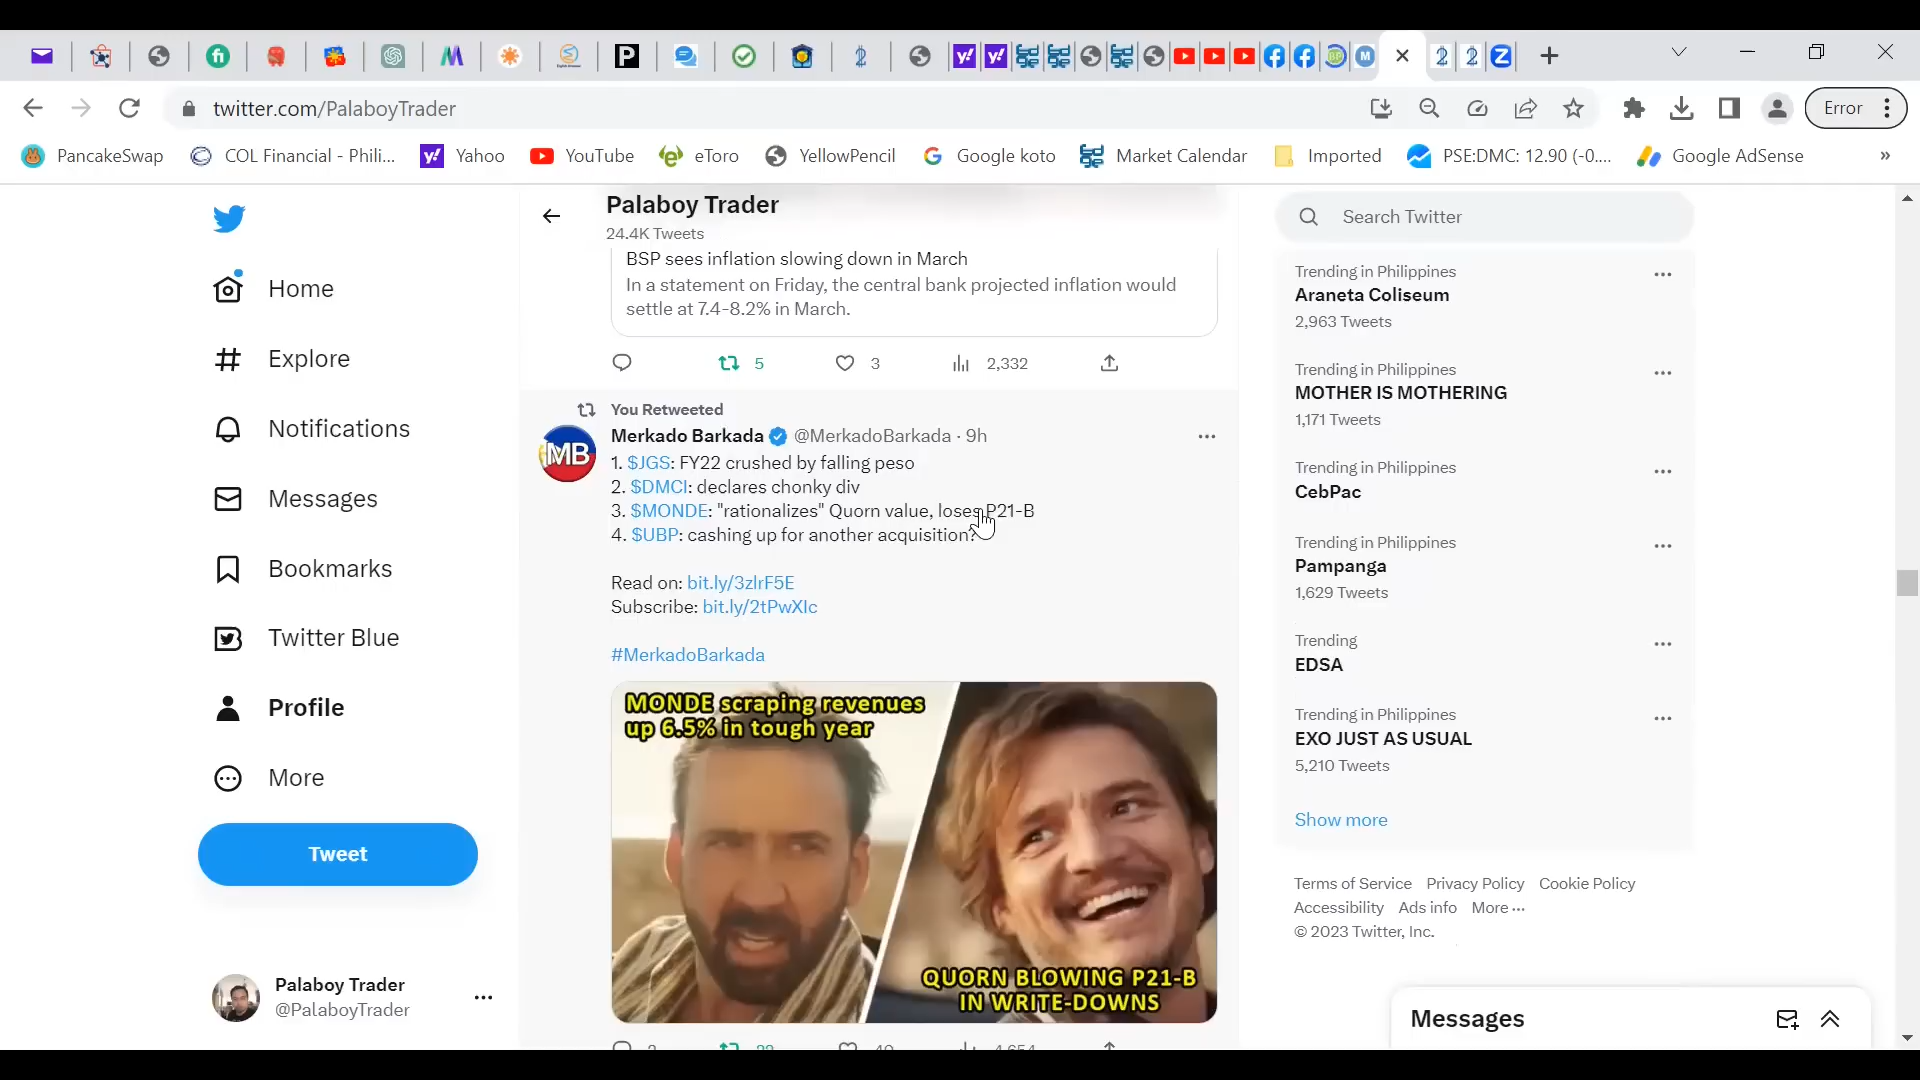 twitter.com/PalaboyTrader
Error
PancakeSwap
COL Financial - Phili...
Yahoo
YouTube
eToro
YellowPencil
Google koto
Market Calendar
Imported
PSE:DMC: 12.90 (-0....
Google AdSense
»
Home
Explore
Notifications
Messages
Bookmarks
Twitter Blue
Profile
More
Tweet
Palaboy Trader
@PalaboyTrader
Palaboy Trader
24.4K Tweets
BSP sees inflation slowing down in March
In a statement on Friday, the central bank projected inflation would
settle at 7.4-8.2% in March.
5
3
2,332
You Retweeted
MB
Merkado Barkada @MerkadoBarkada · 9h
1. $JGS: FY22 crushed by falling peso
2. $DMCI: declares chonky div
3. $MONDE: "rationalizes" Quorn value, loses P21-B
4. $UBP: cashing up for another acquisition?
Read on: bit.ly/3zlrF5E
Subscribe: bit.ly/2tPwXIc
#MerkadoBarkada
MONDE scraping revenues
up 6.5% in tough year
QUORN BLOWING P21-B
IN WRITE-DOWNS
Search Twitter
Trending in Philippines
Araneta Coliseum
2,963 Tweets
Trending in Philippines
MOTHER IS MOTHERING
1,171 Tweets
Trending in Philippines
CebPac
Trending in Philippines
Pampanga
1,629 Tweets
Trending
EDSA
Trending in Philippines
EXO JUST AS USUAL
5,210 Tweets
Show more
Terms of Service Privacy Policy Cookie Policy
Accessibility Ads info More ···
© 2023 Twitter, Inc.
Messages